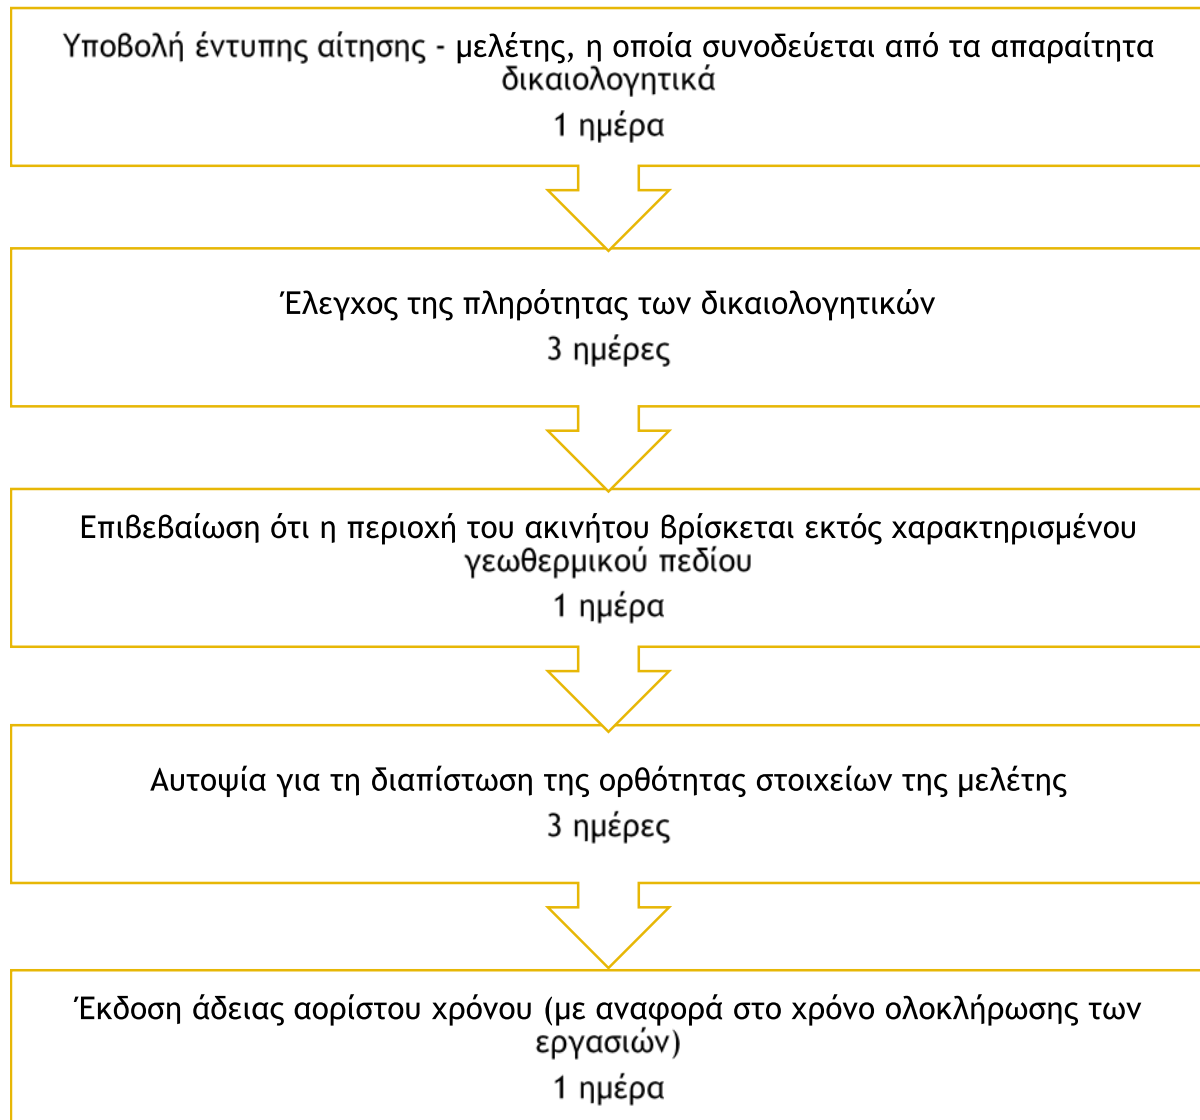 Υποβολή έντυπης αίτησης - μελέτης, η οποία συνοδεύεται από τα απαραίτητα
δικαιολογητικά
1 ημέρα
Έλεγχος της πληρότητας των δικαιολογητικών
3 ημέρες
Επιβεβαίωση ότι η περιοχή του ακινήτου βρίσκεται εκτός χαρακτηρισμένου
γεωθερμικού πεδίου
1 ημέρα
Αυτοψία για τη διαπίστωση της ορθότητας στοιχείων της μελέτης
3 ημέρες
Έκδοση άδειας αορίστου χρόνου (με αναφορά στο χρόνο ολοκλήρωσης των
εργασιών)
1 ημέρα